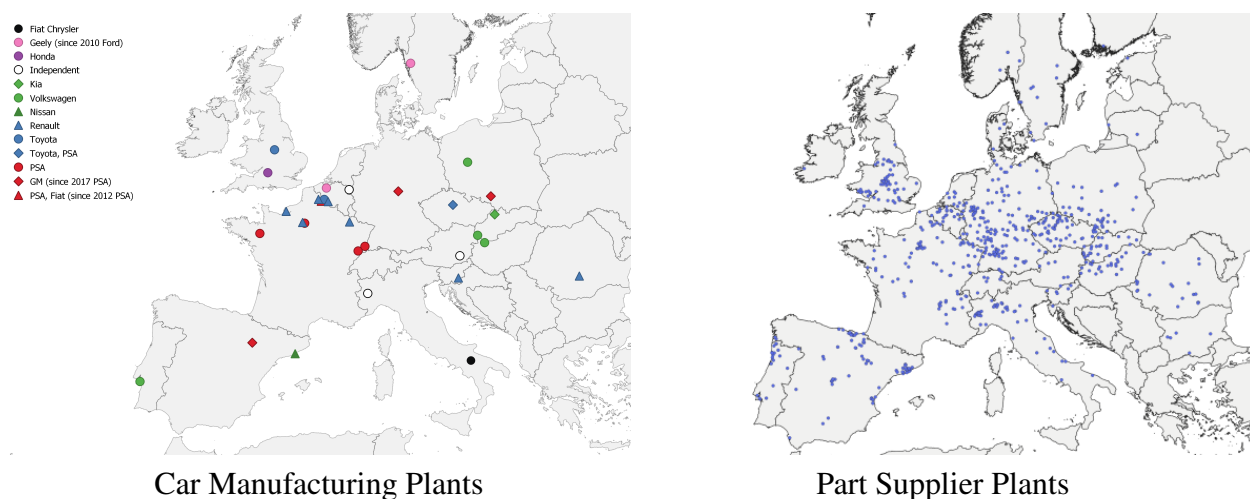 Fiat Chrysler
Geely (since 2010 Ford)
Honda
Independent
Kia
Volkswagen
Nissan
Renault
Toyota
Toyota, PSA
PSA
GM (since 2017 PSA)
PSA, Fiat (since 2012 PSA)
Car Manufacturing Plants
Part Supplier Plants